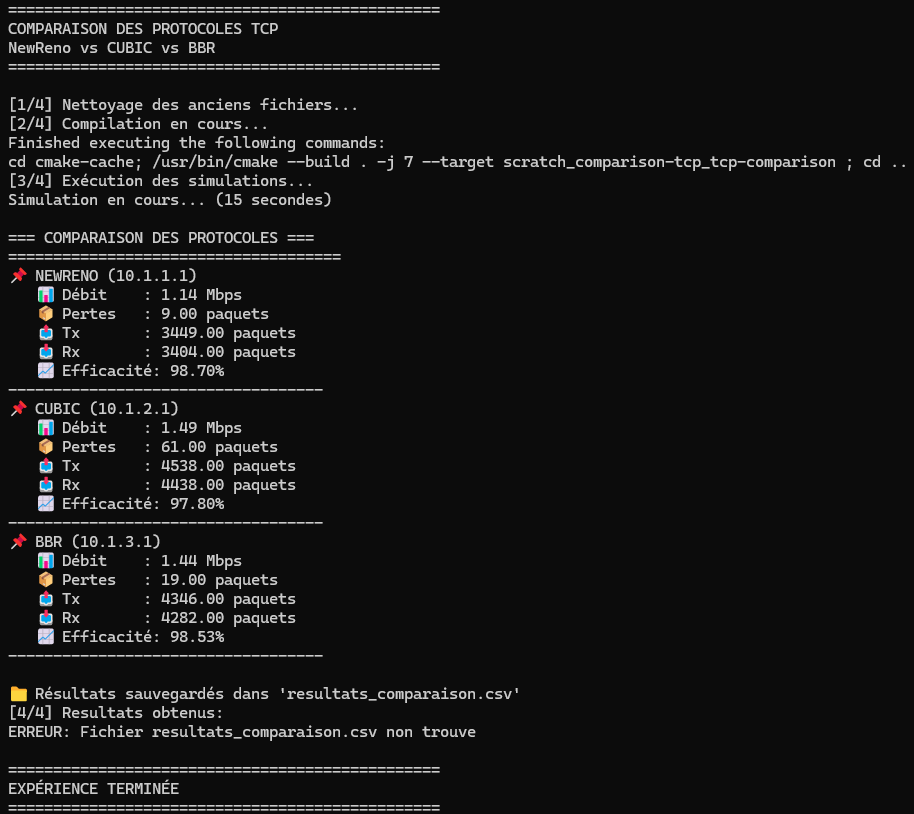 ================================================
COMPARAISON DES PROTOCOLES TCP
NewReno vs CUBIC vs BBR
================================================
[1/4] Nettoyage des anciens fichiers...
[2/4] Compilation en cours...
Finished executing the following commands:
cd cmake-cache; /usr/bin/cmake --build . -j 7 --target scratch_comparison-tcp_tcp-comparison ; cd ..
[3/4] Exécution des simulations...
Simulation en cours... (15 secondes)
=== COMPARAISON DES PROTOCOLES ===
=====================================
📌 NEWRENO (10.1.1.1)
📊 Débit    : 1.14 Mbps
📦 Pertes   : 9.00 paquets
📤 Tx       : 3449.00 paquets
📥 Rx       : 3404.00 paquets
📈 Efficacité: 98.70%
-----------------------------------
📌 CUBIC (10.1.2.1)
📊 Débit    : 1.49 Mbps
📦 Pertes   : 61.00 paquets
📤 Tx       : 4538.00 paquets
📥 Rx       : 4438.00 paquets
📈 Efficacité: 97.80%
-----------------------------------
📌 BBR (10.1.3.1)
📊 Débit    : 1.44 Mbps
📦 Pertes   : 19.00 paquets
📤 Tx       : 4346.00 paquets
📥 Rx       : 4282.00 paquets
📈 Efficacité: 98.53%
-----------------------------------
📁 Résultats sauvegardés dans 'resultats_comparaison.csv'
[4/4] Resultats obtenus:
ERREUR: Fichier resultats_comparaison.csv non trouve
================================================
EXPÉRIENCE TERMINÉE
================================================